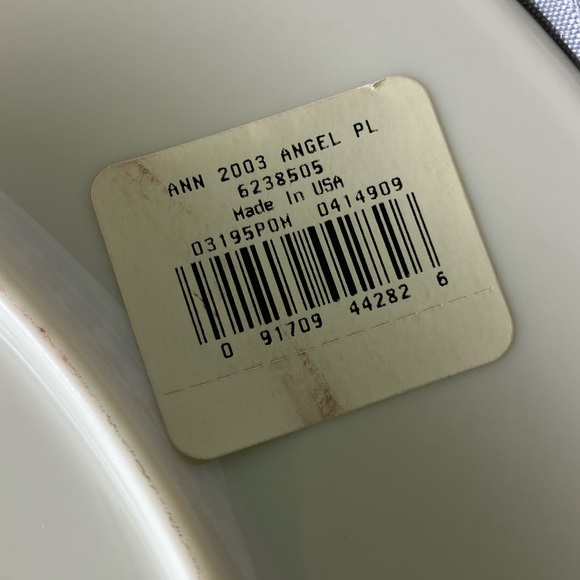 ANN 2003 ANGEL PL
6238505
Made In USA
03195POM 0414909
0 91709 44282 6